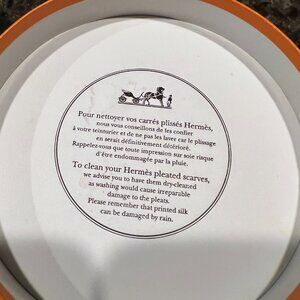 Pour nettoyer vos carrés plissés Hermès,
nous vous conseillons de les confier
à votre teinturier et de ne pas les laver car le plissage
en serait définitivement détérioré.
Rappelez-vous que toute impression sur soie risque
d'être endommagée par la pluie.
To clean your Hermès pleated scarves,
we advise you to have them dry-cleaned
as washing would cause irreparable
damage to the pleats.
Please remember that printed silk
can be damaged by rain.